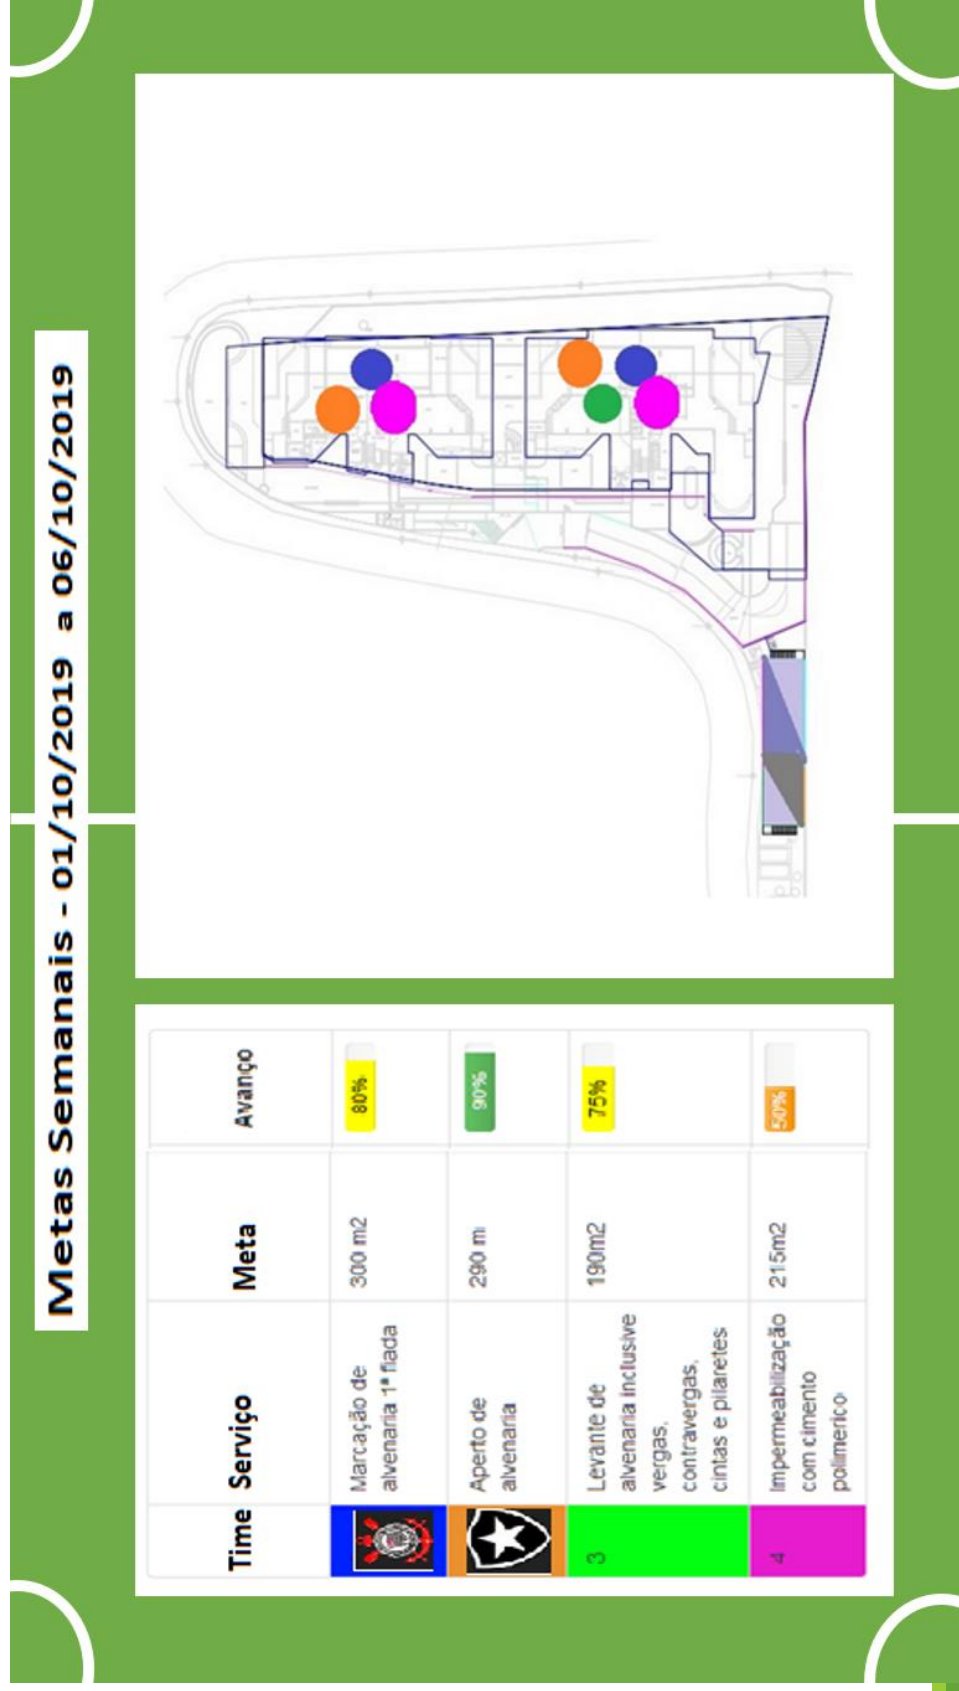 Metas Semanais - 01/10/2019 a 06/10/2019
Time Serviço Meta Avanço
Marcação de
alvenaria 1ª fiada
300 m2
80%
Aperto de
alvenaria
290 m
90%
3
Levante de
alvenaria inclusive
vergas,
contravergas,
cintas e pilaretes
190m2
75%
4
Impermeabilização
com cimento
polimerico
215m2
50%